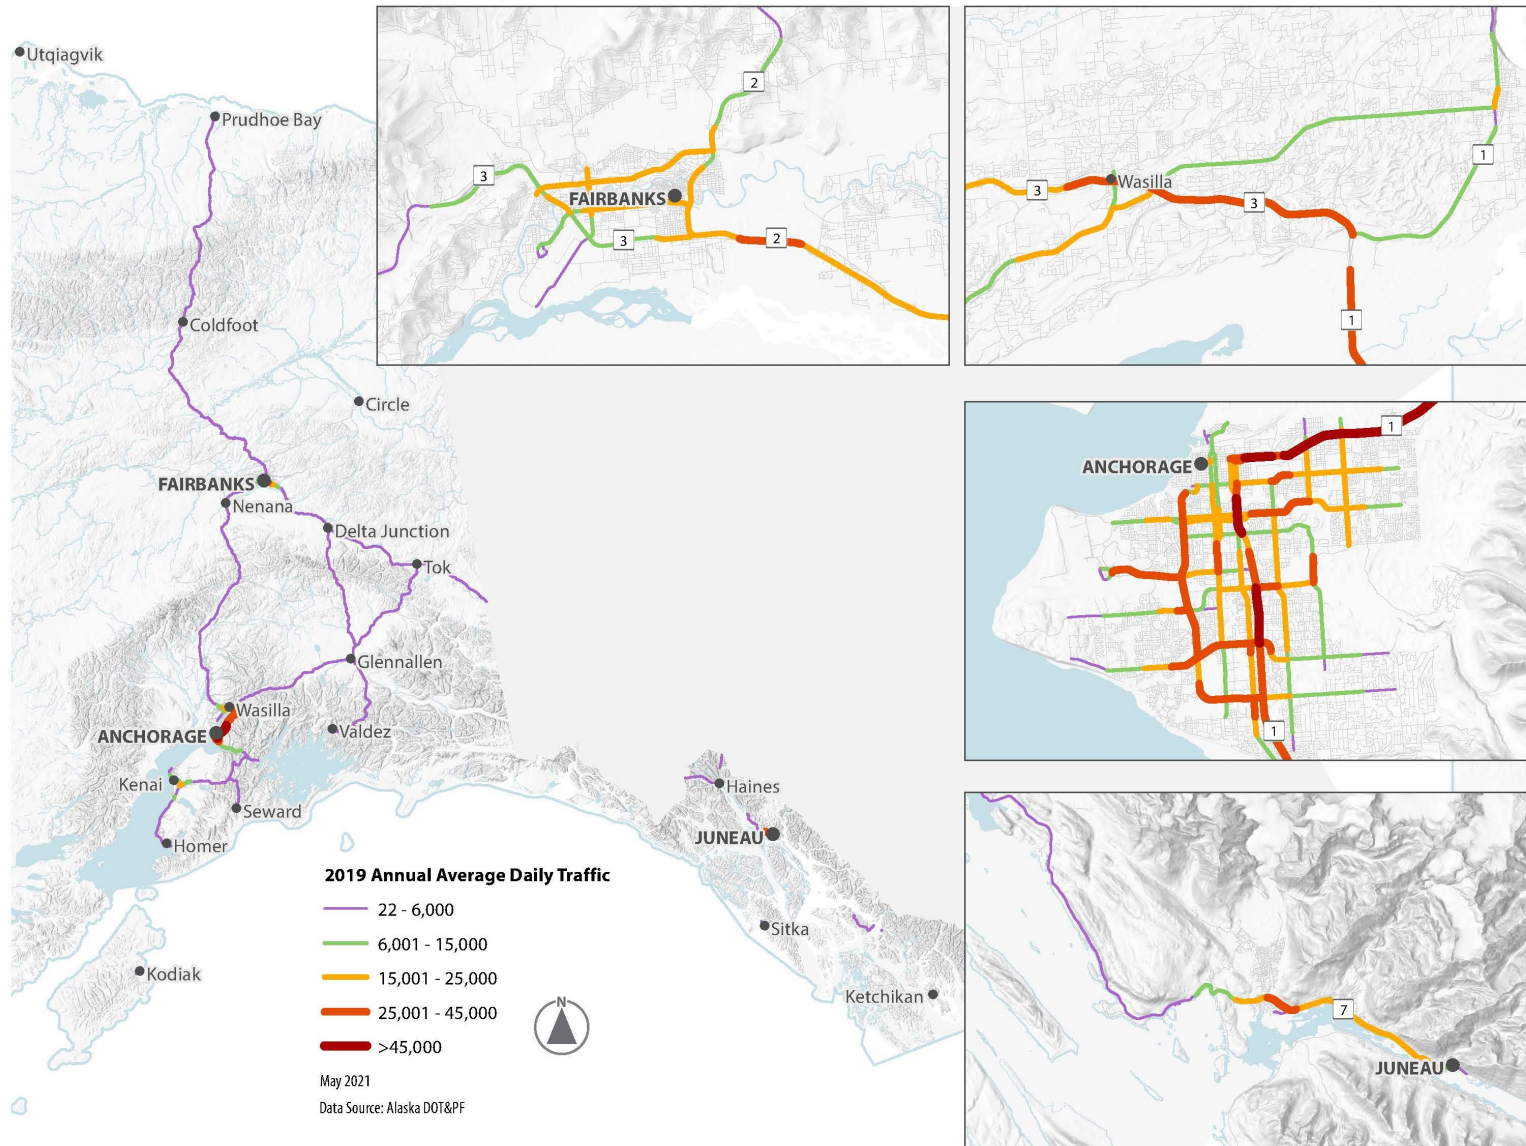 Utqiagvik
Prudhoe Bay
Coldfoot
Circle
FAIRBANKS
Nenana
Delta Junction
Tok
Glennallen
Wasilla
ANCHORAGE
Valdez
Kenai
Seward
Homer
Kodiak
Haines
JUNEAU
Sitka
Ketchikan
2
3
FAIRBANKS
3
2
1
3
Wasilla
3
1
1
ANCHORAGE
1
7
JUNEAU
2019 Annual Average Daily Traffic
22 - 6,000
6,001 - 15,000
15,001 - 25,000
25,001 - 45,000
>45,000
N
May 2021
Data Source: Alaska DOT&PF